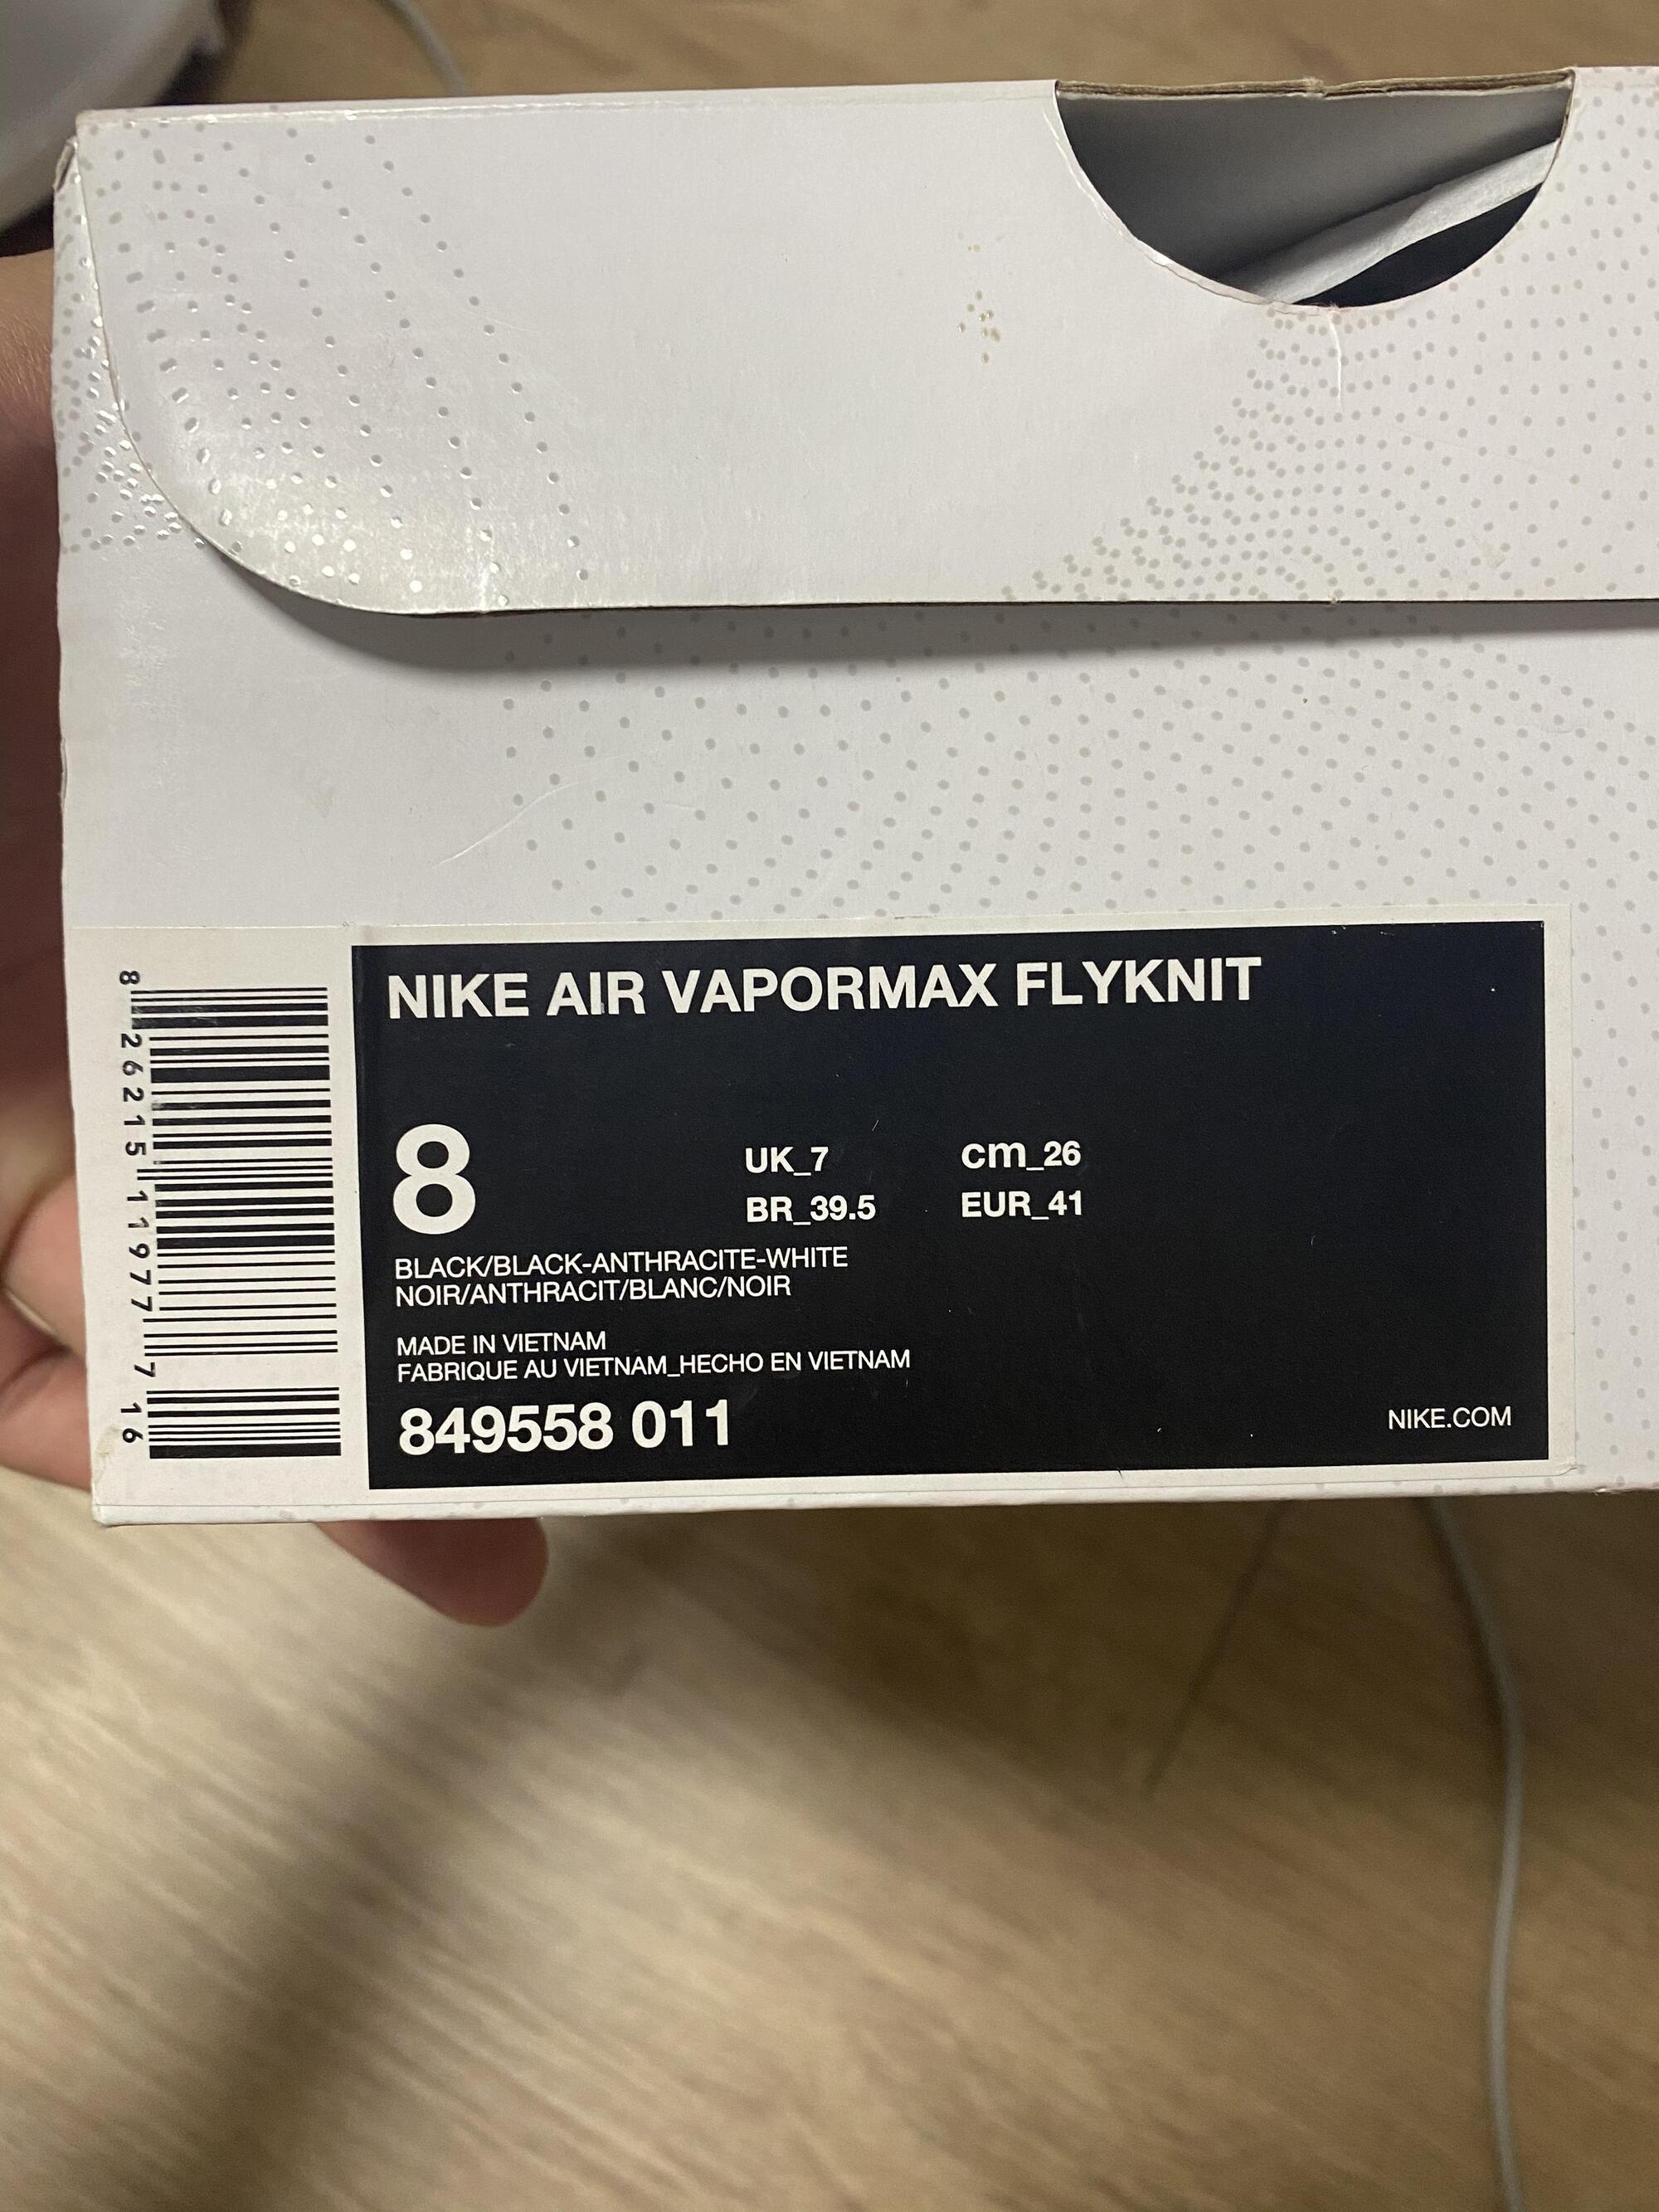 NIKE AIR VAPORMAX FLYKNIT
8
UK_7 cm_26
BR_39.5 EUR_41
BLACK/BLACK-ANTHRACITE-WHITE
NOIR/ANTHRACIT/BLANC/NOIR
MADE IN VIETNAM
FABRIQUE AU VIETNAM_HECHO EN VIETNAM
849558 011
NIKE.COM
8 26215 11977 7 16